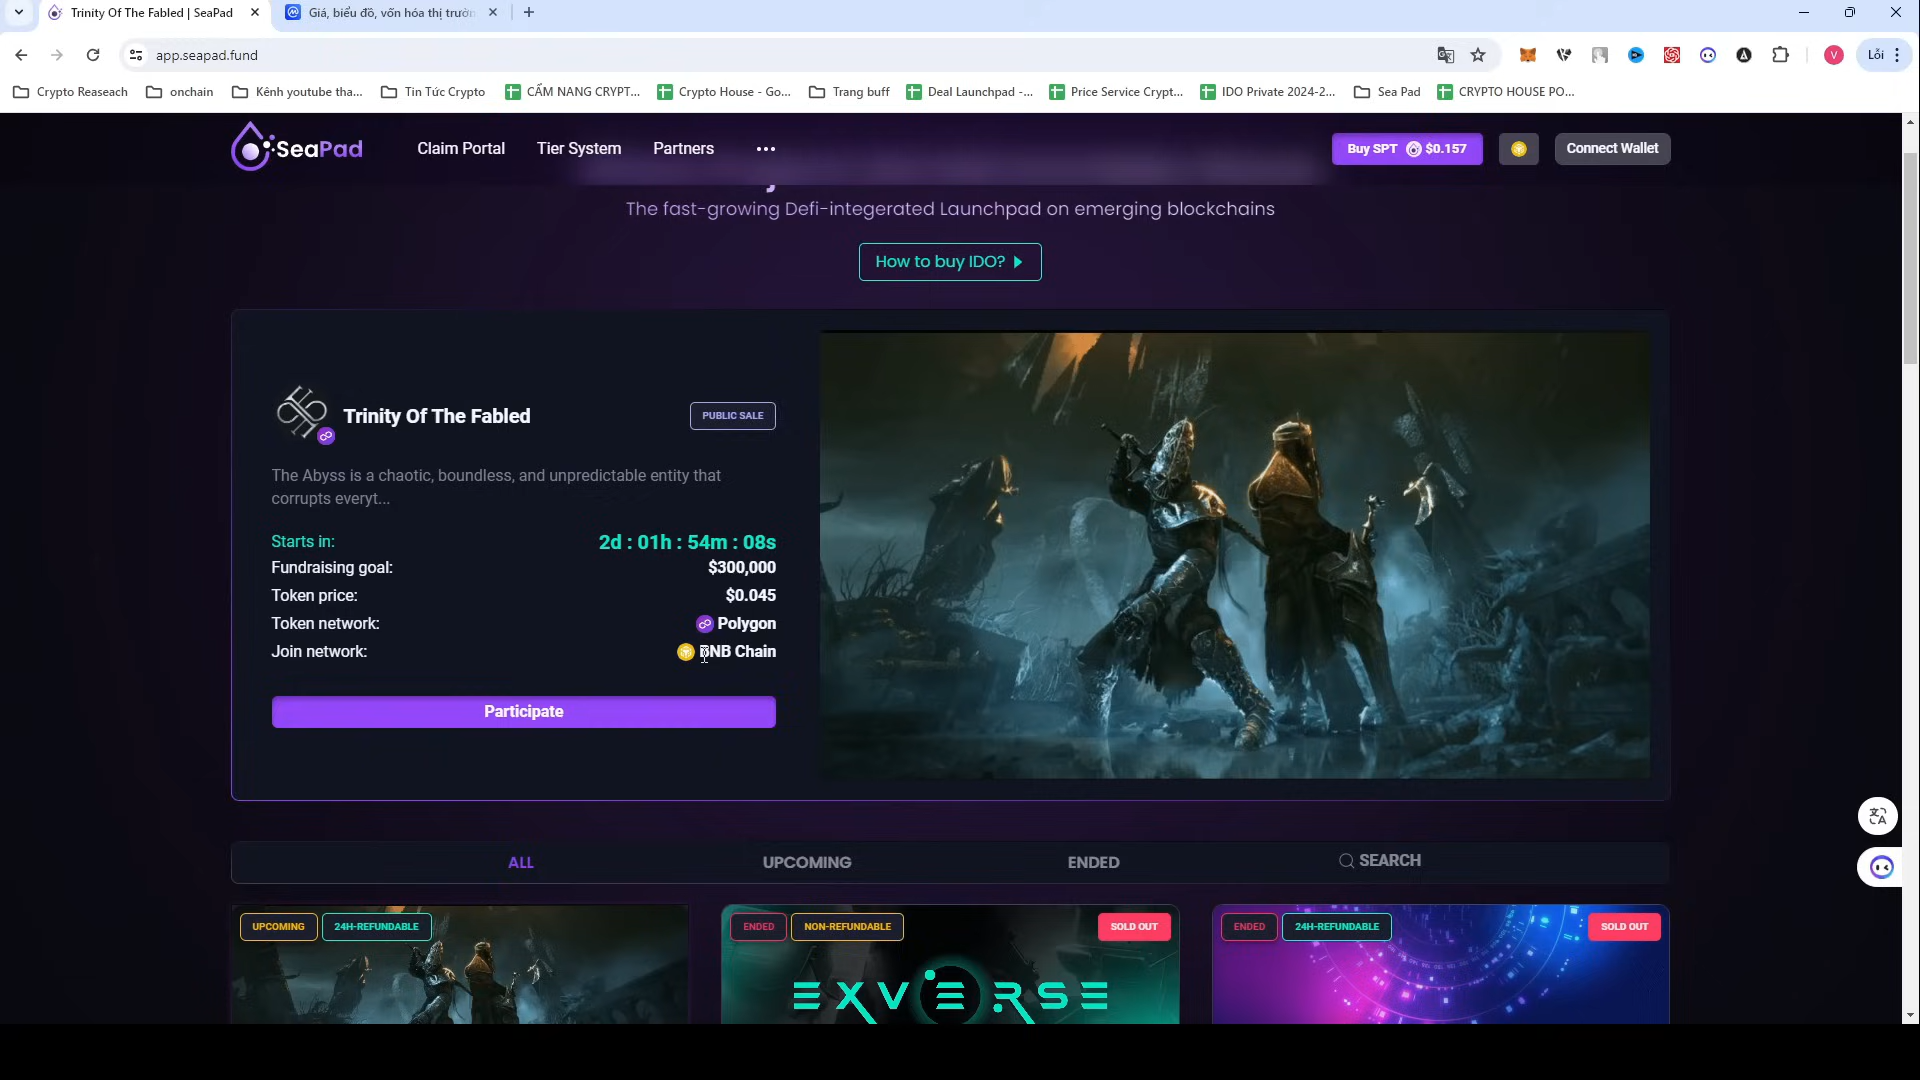 Trinity Of The Fabled | SeaPad
Giá, biểu đồ, vốn hóa thị trườn
app.seapad.fund
Lỗi
Crypto Reaseach
onchain
Kênh youtube tha...
Tin Tức Crypto
CẨM NANG CRYPT...
Crypto House - Go...
Trang buff
Deal Launchpad -...
Price Service Crypt...
IDO Private 2024-2...
Sea Pad
CRYPTO HOUSE PO...
SeaPad
Claim Portal
Tier System
Partners
Buy SPT $0.157
Connect Wallet
The fast-growing Defi-integerated Launchpad on emerging blockchains
How to buy IDO?
Trinity Of The Fabled
PUBLIC SALE
The Abyss is a chaotic, boundless, and unpredictable entity that
corrupts everyt...
Starts in: 2d : 01h : 54m : 08s
Fundraising goal: $300,000
Token price: $0.045
Token network: Polygon
Join network: BNB Chain
Participate
ALL
UPCOMING
ENDED
SEARCH
UPCOMING
24H-REFUNDABLE
ENDED
NON-REFUNDABLE
SOLD OUT
ENDED
24H-REFUNDABLE
SOLD OUT
EXVERSE